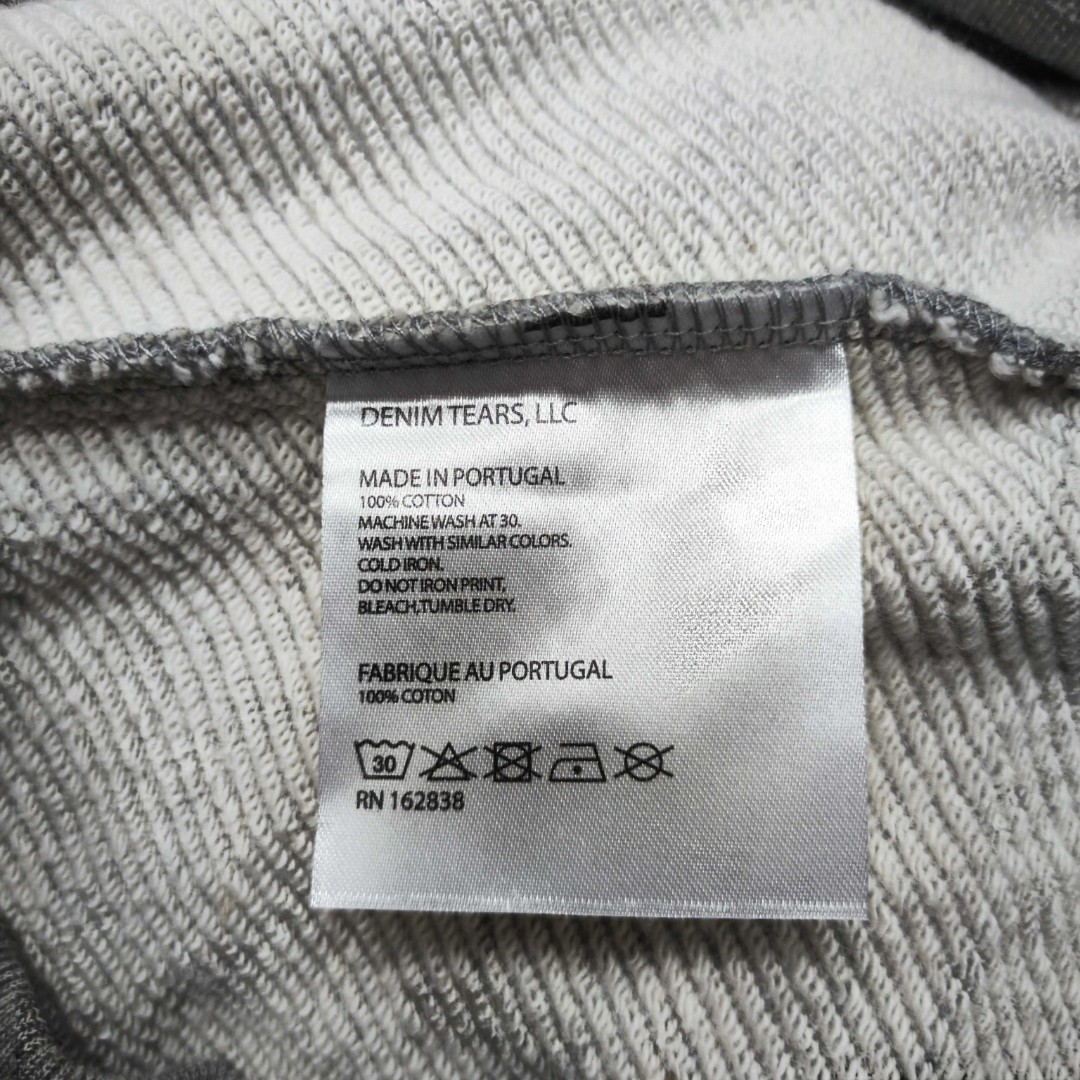 DENIM TEARS, LLC
MADE IN PORTUGAL
100% COTTON
MACHINE WASH AT 30.
WASH WITH SIMILAR COLORS.
COLD IRON.
DO NOT IRON PRINT,
BLEACH,TUMBLE DRY.
FABRIQUE AU PORTUGAL
100% COTON
30
RN 162838